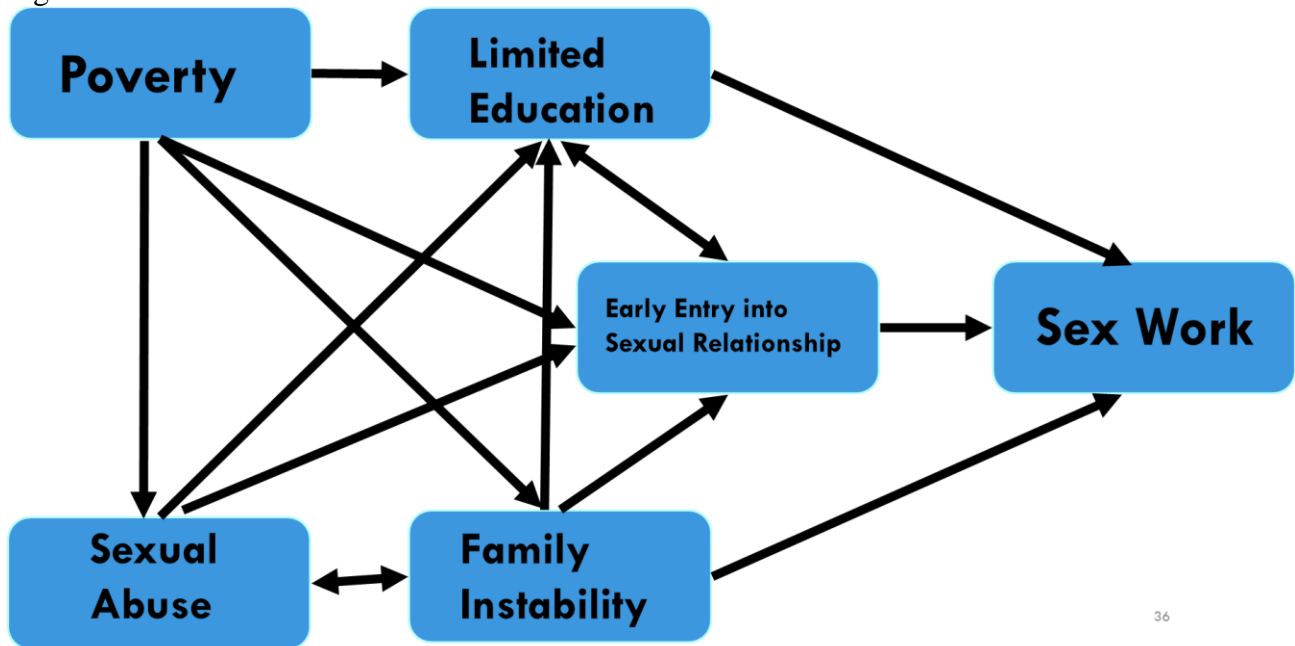 Poverty
Limited
Education
Early Entry into
Sexual Relationship
Sex Work
Sexual
Abuse
Family
Instability
36